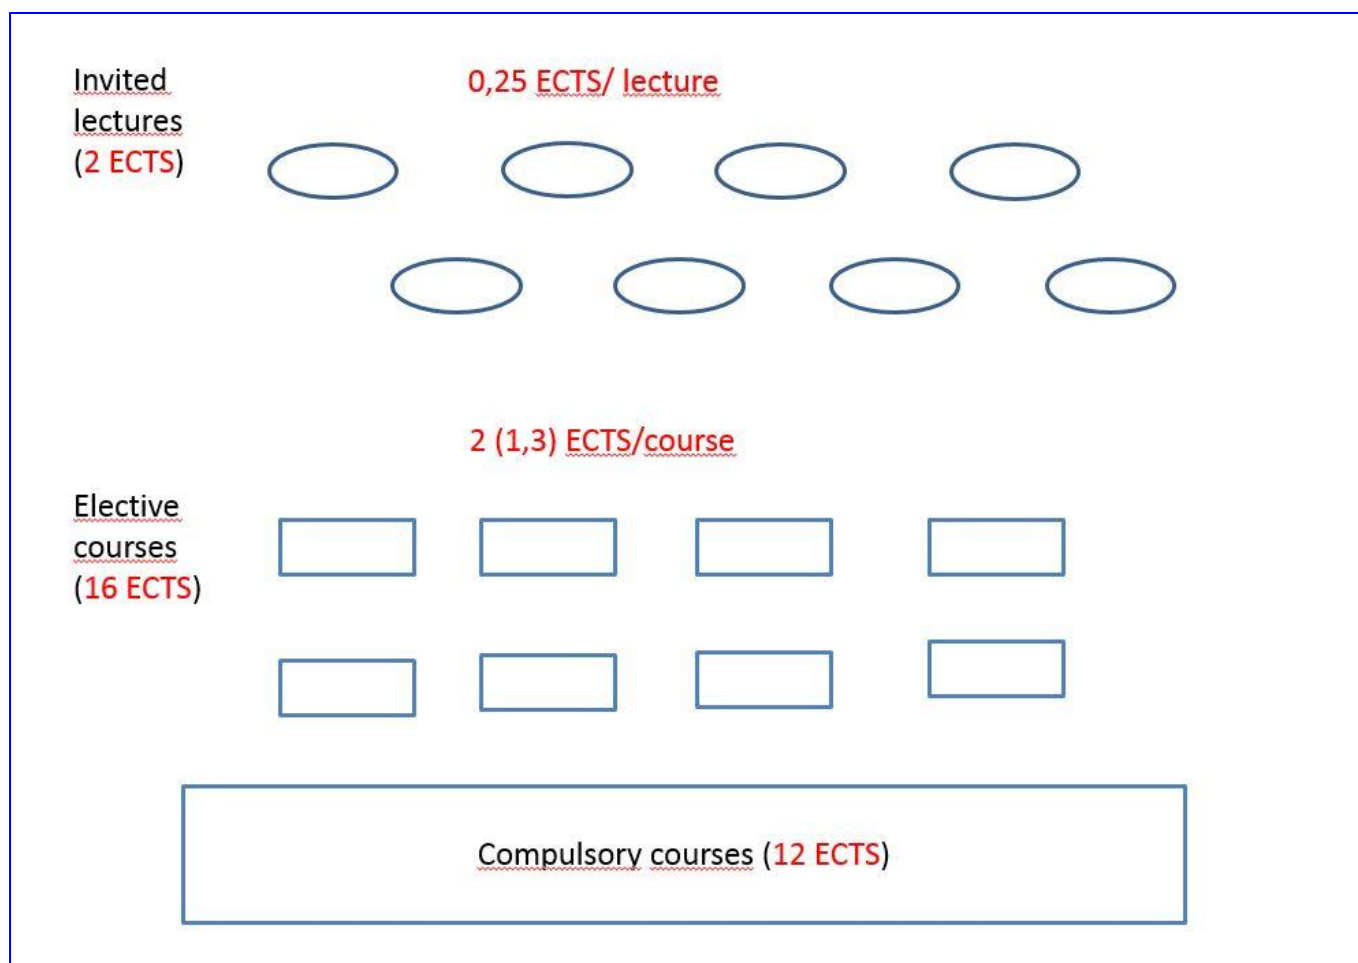 Invited
lectures
(2 ECTS)
0,25 ECTS/ lecture
2 (1,3) ECTS/course
Elective
courses
(16 ECTS)
Compulsory courses (12 ECTS)